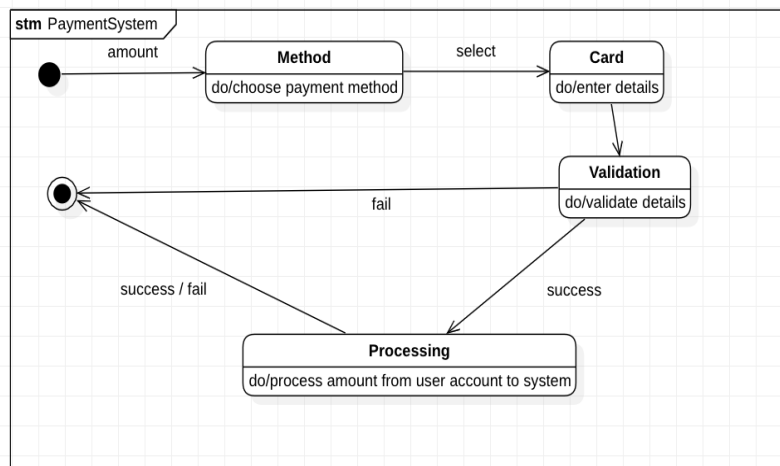 stm PaymentSystem
amount
Method
do/choose payment method
select
Card
do/enter details
Validation
do/validate details
fail
success / fail
success
Processing
do/process amount from user account to system